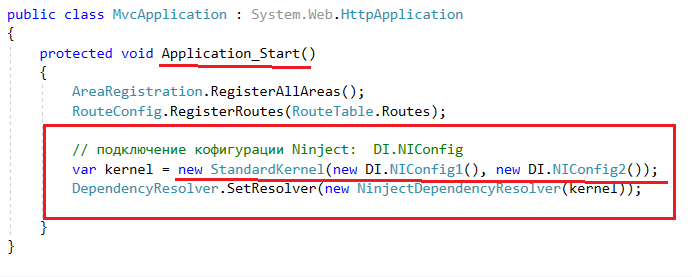 public class MvcApplication : System.Web.HttpApplication
{
protected void Application_Start()
{
AreaRegistration.RegisterAllAreas();
RouteConfig.RegisterRoutes(RouteTable.Routes);
// подключение кофигурации Ninject:  DI.NIConfig
var kernel = new StandardKernel(new DI.NIConfig1(), new DI.NIConfig2());
DependencyResolver.SetResolver(new NinjectDependencyResolver(kernel));
}
}